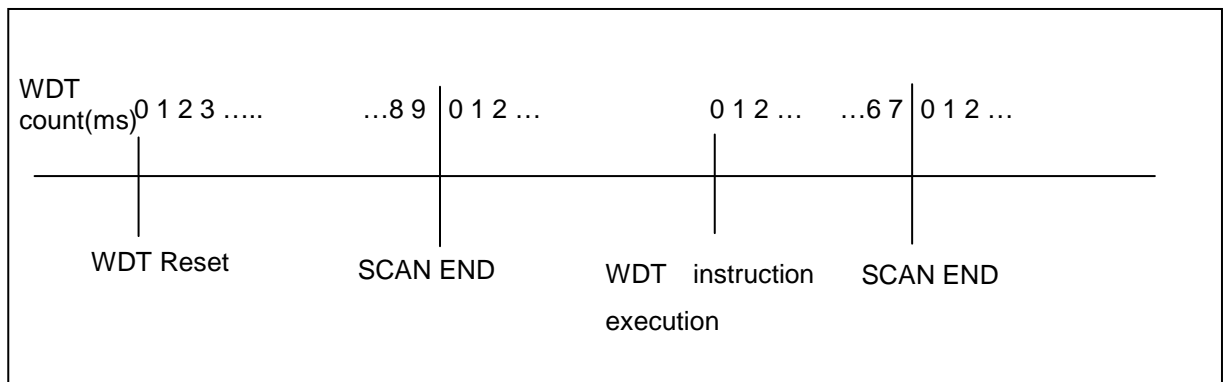 WDT
count(ms)
0 1 2 3 ..... …8 9 0 1 2 … 0 1 2 … …6 7 0 1 2 …
WDT Reset SCAN END WDT instruction SCAN END
execution